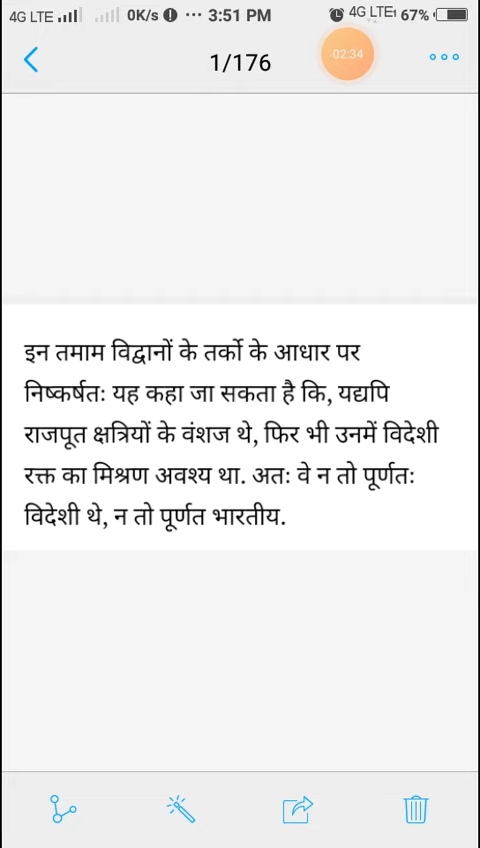 4G LTE 0K/s ... 3:51 PM 4G LTE 67%
1/176
02:34
इन तमाम विद्वानों के तर्को के आधार पर
निष्कर्षतः यह कहा जा सकता है कि, यद्यपि
राजपूत क्षत्रियों के वंशज थे, फिर भी उनमें विदेशी
रक्त का मिश्रण अवश्य था. अतः वे न तो पूर्णतः
विदेशी थे, न तो पूर्णत भारतीय.